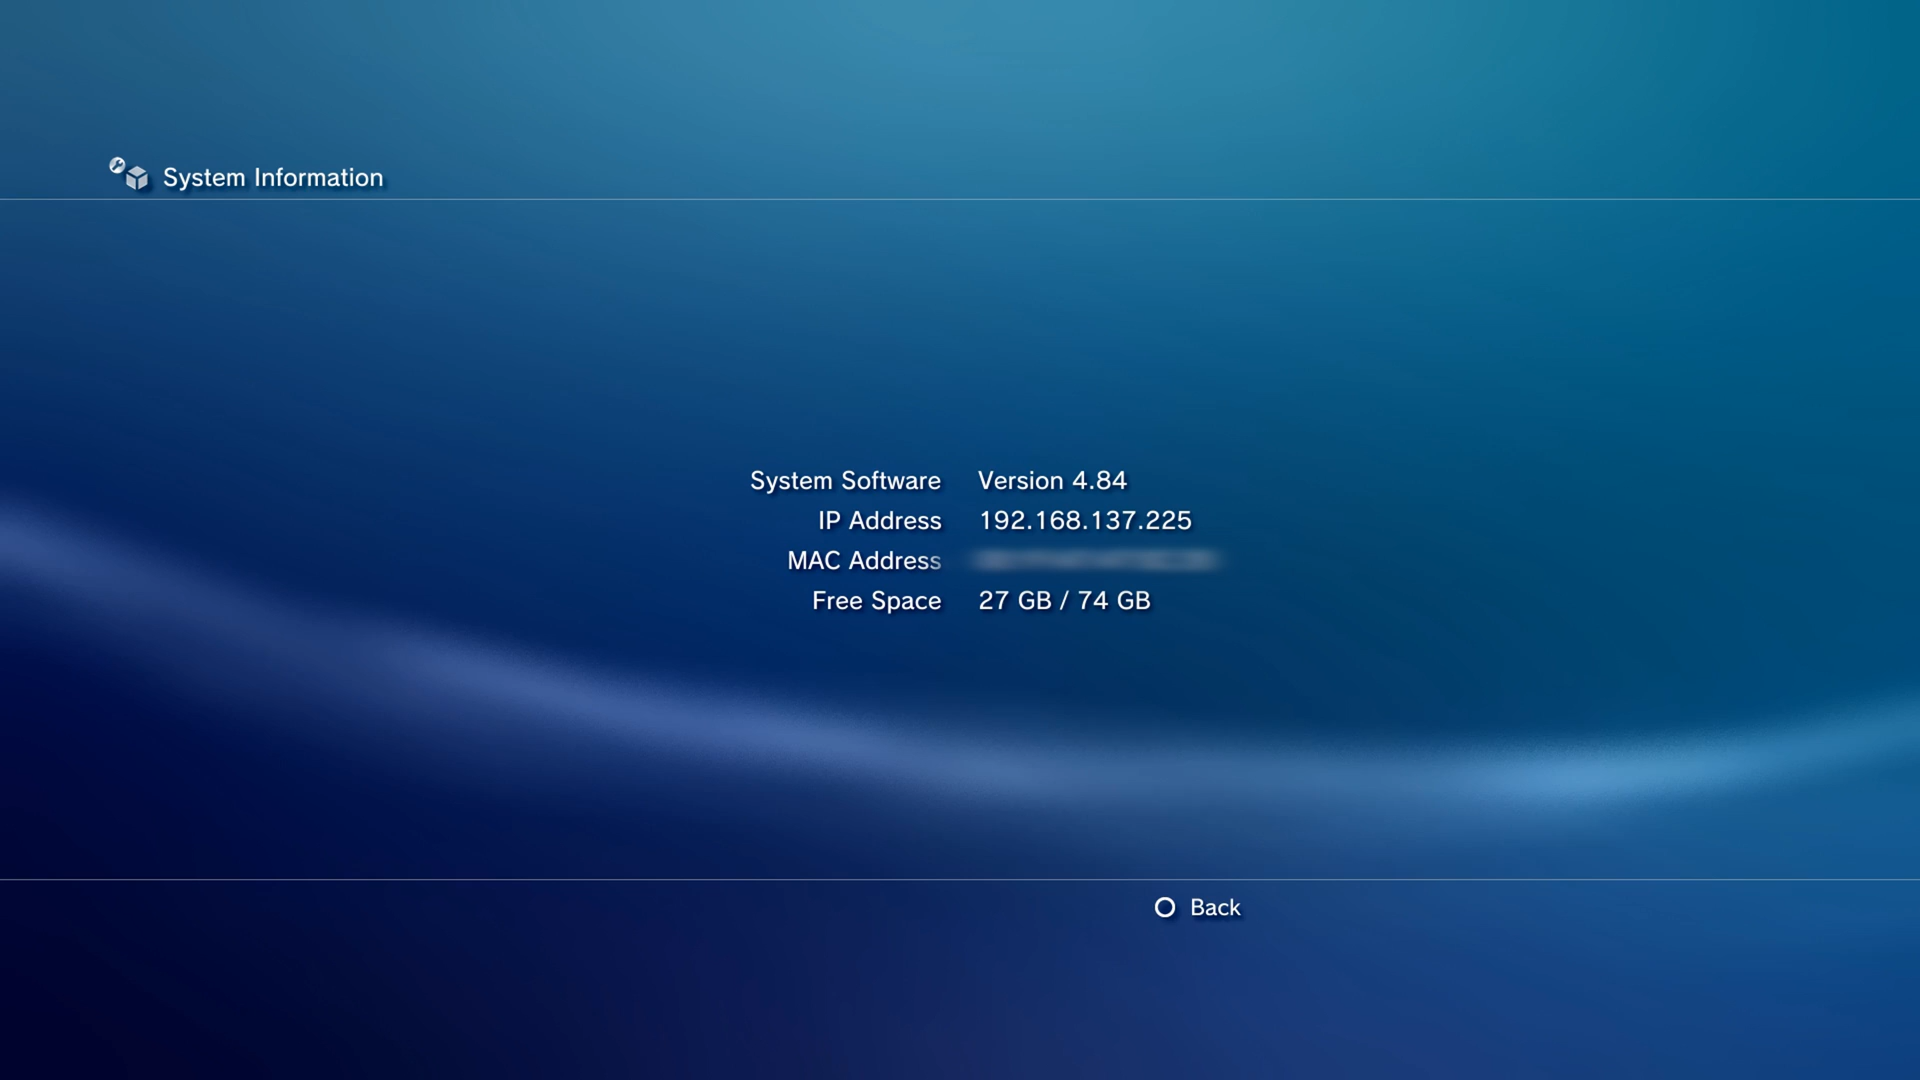 System Information
System Software Version 4.84
IP Address 192.168.137.225
MAC Address
Free Space 27 GB / 74 GB
Back